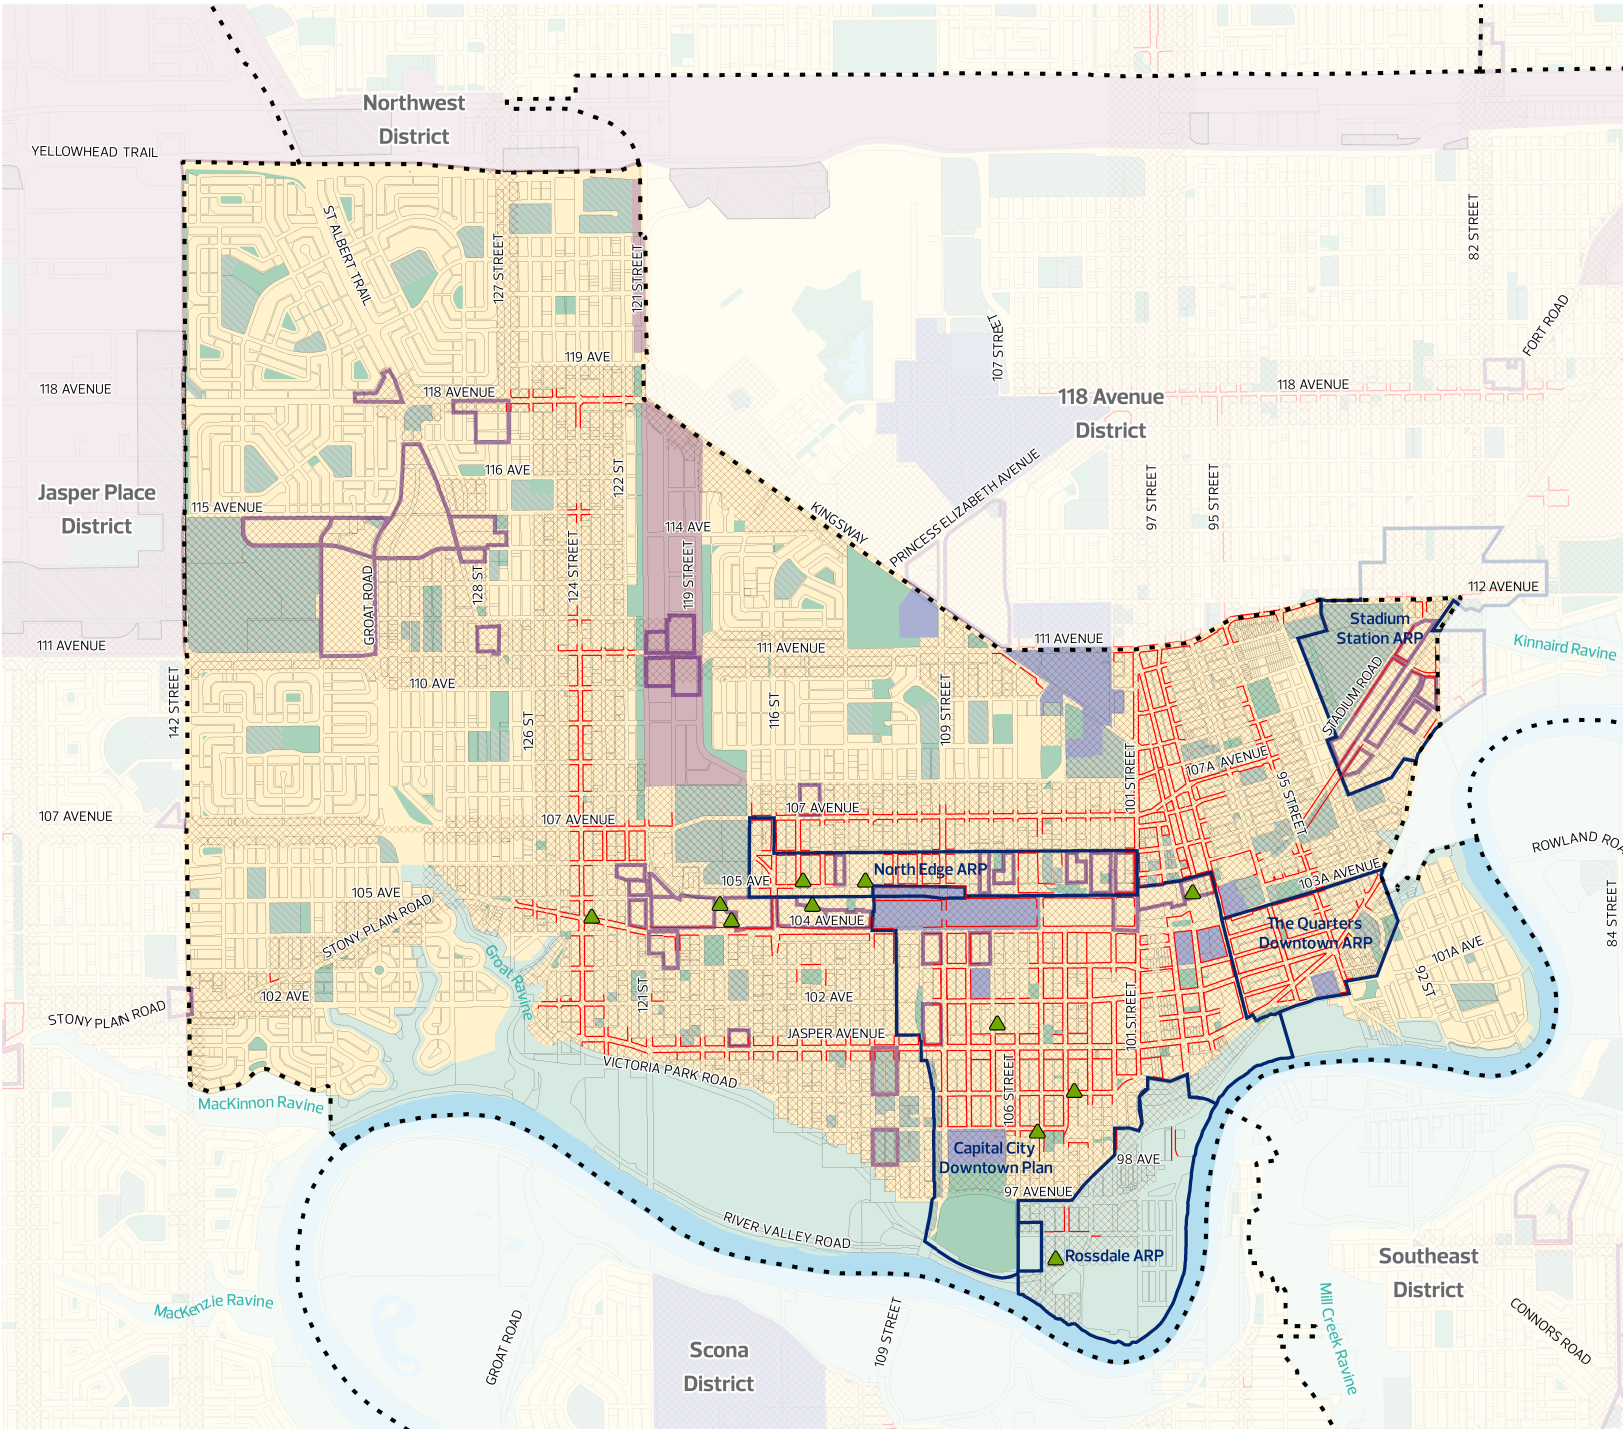 Northwest
District
YELLOWHEAD TRAIL
ST ALBERT TRAIL
127 STREET
121 STREET
82 STREET
107 STREET
FORT ROAD
119 AVE
118 AVENUE
118 AVENUE
118 AVENUE
118 Avenue
District
116 AVE
122 ST
Jasper Place
District
115 AVENUE
114 AVE
KINGSWAY
PRINCESS ELIZABETH AVENUE
97 STREET
95 STREET
124 STREET
119 STREET
128 ST
GROAT ROAD
112 AVENUE
Stadium
Station ARP
Kinnaird Ravine
111 AVENUE
111 AVENUE
111 AVENUE
142 STREET
110 AVE
126 ST
116 ST
109 STREET
STADIUM ROAD
101 STREET
107A AVENUE
95 STREET
107 AVENUE
107 AVENUE
107 AVENUE
ROWLAND ROA
North Edge ARP
105 AVE
105 AVE
103A AVENUE
84 STREET
STONY PLAIN ROAD
104 AVENUE
The Quarters
Downtown ARP
101A AVE
92 ST
Groat Ravine
121 ST
102 AVE
102 AVE
STONY PLAIN ROAD
JASPER AVENUE
101 STREET
VICTORIA PARK ROAD
106 STREET
MacKinnon Ravine
Capital City
Downtown Plan
98 AVE
97 AVENUE
RIVER VALLEY ROAD
Rossdale ARP
Southeast
District
MacKenzie Ravine
Mill Creek Ravine
CONNORS ROAD
GROAT ROAD
109 STREET
Scona
District